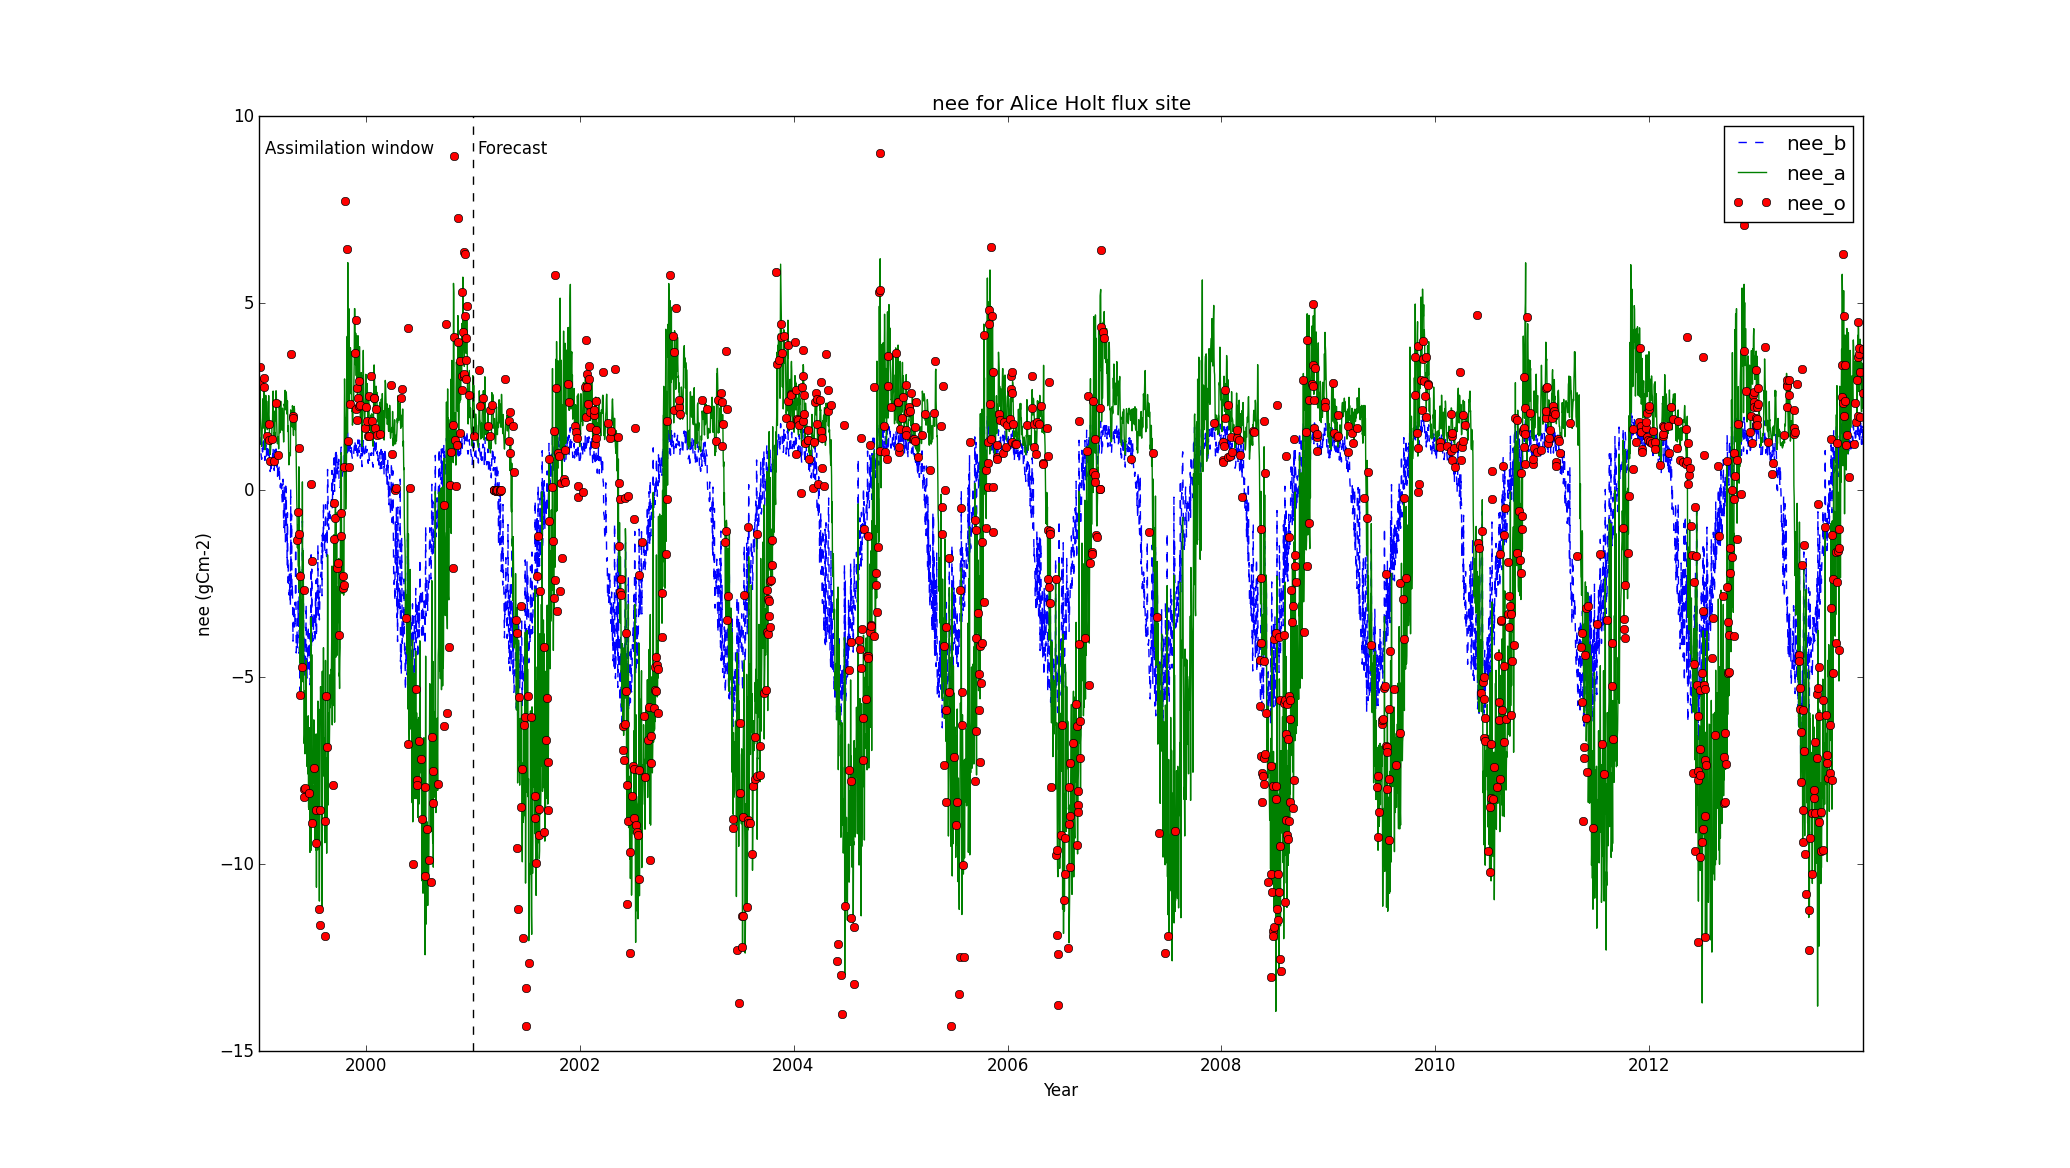 nee for Alice Holt flux site
Assimilation window
Forecast
nee_b
nee_a
nee_o
10
5
0
−5
−10
−15
nee (gCm-2)
2000
2002
2004
2006
2008
2010
2012
Year